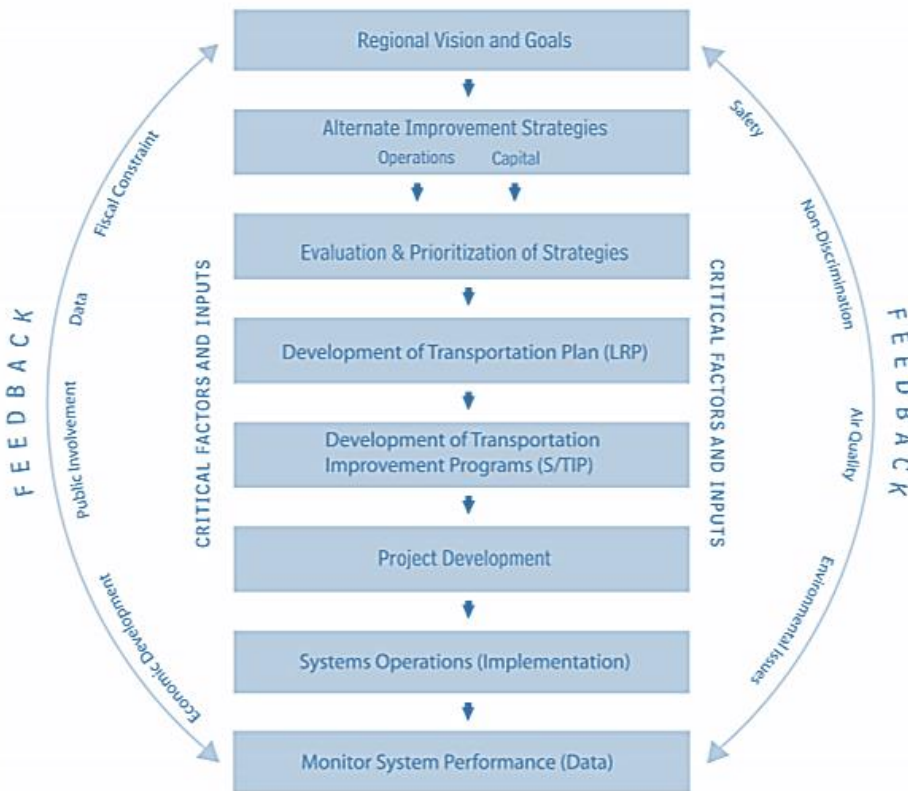 Regional Vision and Goals
Alternate Improvement Strategies
Operations Capital
Evaluation & Prioritization of Strategies
Development of Transportation Plan (LRP)
Development of Transportation
Improvement Programs (S/TIP)
Project Development
Systems Operations (Implementation)
Monitor System Performance (Data)
FEEDBACK
Fiscal Constraint
Data
Public Involvement
Economic Development
CRITICAL FACTORS AND INPUTS
CRITICAL FACTORS AND INPUTS
Safety
Non-Discrimination
Air Quality
Environmental Issues
FEEDBACK